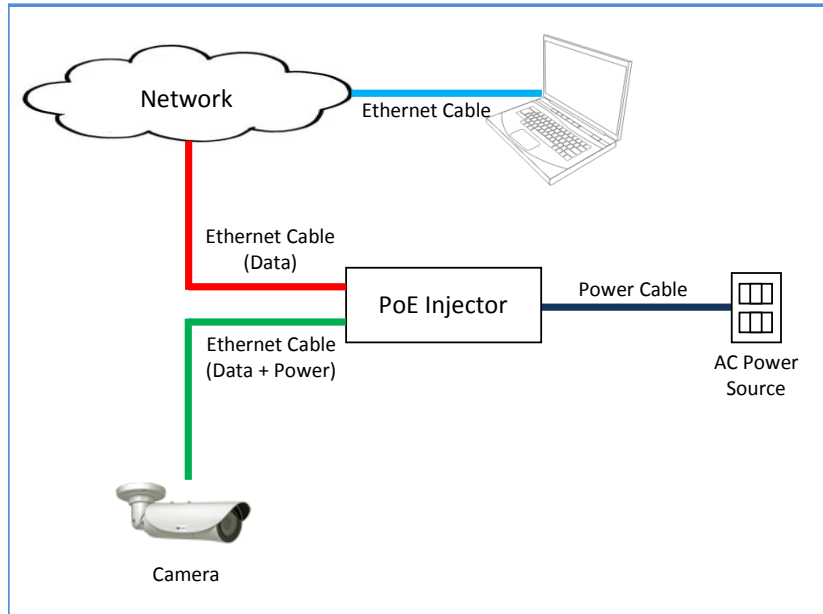 Network
Ethernet Cable
Ethernet Cable
(Data)
PoE Injector
Power Cable
Ethernet Cable
(Data + Power)
AC Power
Source
Camera